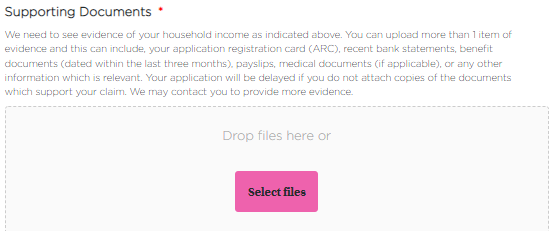 Supporting Documents *
We need to see evidence of your household income as indicated above. You can upload more than 1 item of
evidence and this can include, your application registration card (ARC), recent bank statements, benefit
documents (dated within the last three months), payslips, medical documents (if applicable), or any other
information which is relevant. Your application will be delayed if you do not attach copies of the documents
which support your claim. We may contact you to provide more evidence.
Drop files here or
Select files